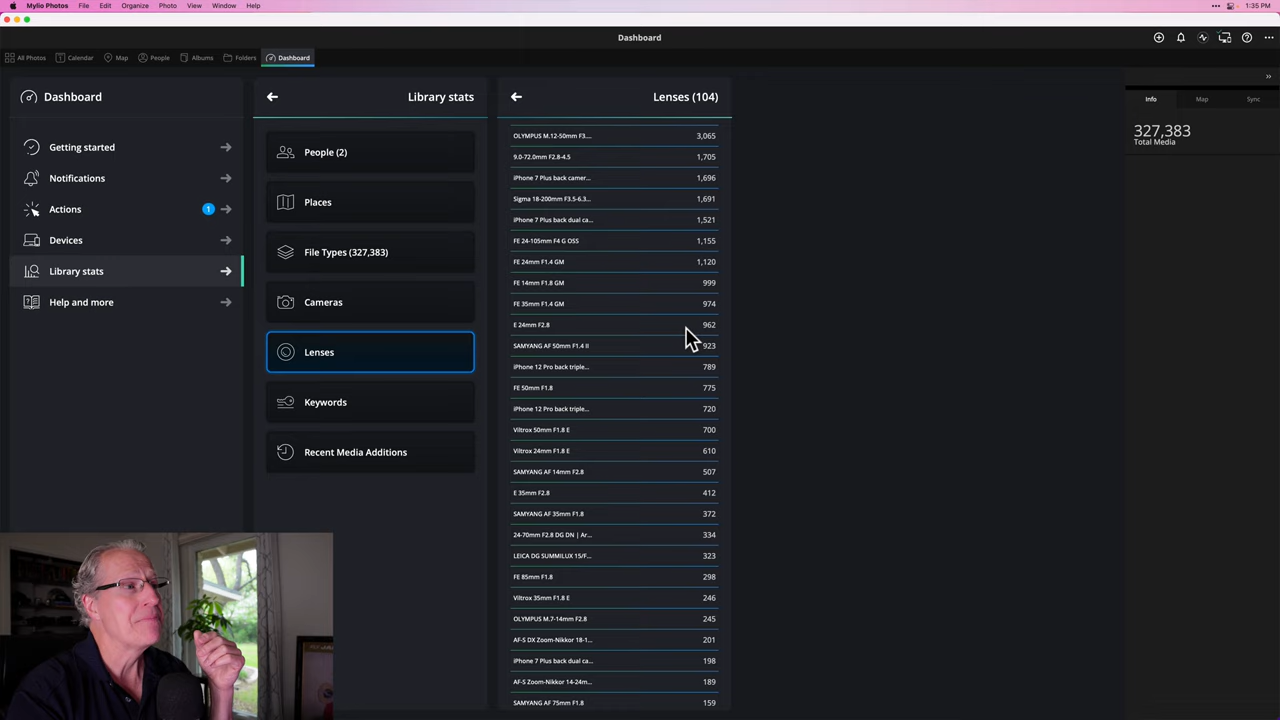 Mylio Photos File Edit Organize Photo View Window Help 1:35 PM
Dashboard
All Photos Calendar Map People Albums Folders Dashboard
Dashboard
Getting started
Notifications
Actions 1
Devices
Library stats
Help and more
Library stats
People (2)
Places
File Types (327,383)
Cameras
Lenses
Keywords
Recent Media Additions
Lenses (104)
OLYMPUS M.12-50mm F3.... 3,065
9.0-72.0mm F2.8-4.5 1,705
iPhone 7 Plus back camer... 1,696
Sigma 18-200mm F3.5-6.3... 1,691
iPhone 7 Plus back dual ca... 1,521
FE 24-105mm F4 G OSS 1,155
FE 24mm F1.4 GM 1,120
FE 14mm F1.8 GM 999
FE 35mm F1.4 GM 974
E 24mm F2.8 962
SAMYANG AF 50mm F1.4 II 923
iPhone 12 Pro back triple... 789
FE 50mm F1.8 775
iPhone 12 Pro back triple... 720
Viltrox 50mm F1.8 E 700
Viltrox 24mm F1.8 E 610
SAMYANG AF 14mm F2.8 507
E 35mm F2.8 412
SAMYANG AF 35mm F1.8 372
24-70mm F2.8 DG DN | Ar... 334
LEICA DG SUMMILUX 15/F... 323
FE 85mm F1.8 298
Viltrox 35mm F1.8 E 246
OLYMPUS M.7-14mm F2.8 245
AF-S DX Zoom-Nikkor 18-1... 201
iPhone 7 Plus back dual ca... 198
AF-S Zoom-Nikkor 14-24m... 189
SAMYANG AF 75mm F1.8 159
Info Map Sync
327,383
Total Media